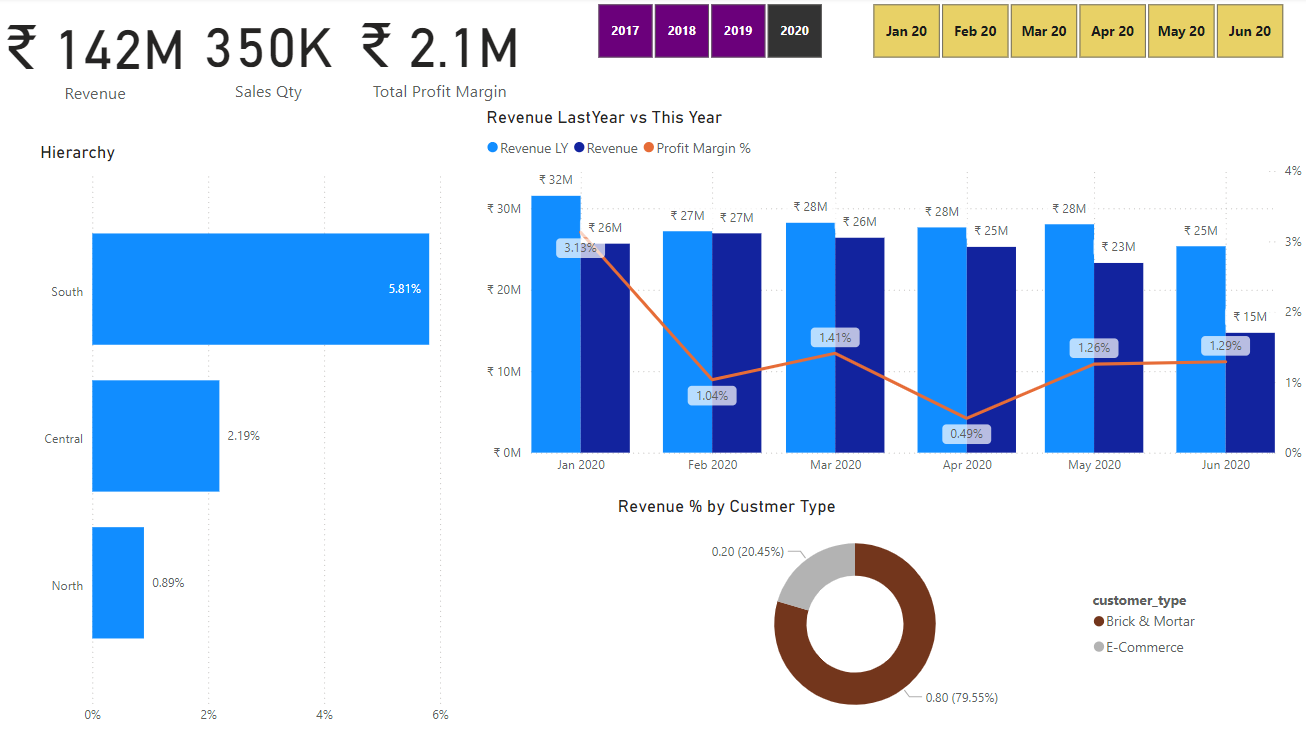 ₹ 142M 350K ₹ 2.1M
Revenue Sales Qty Total Profit Margin
2017 2018 2019 2020
Jan 20 Feb 20 Mar 20 Apr 20 May 20 Jun 20
Hierarchy
South 5.81%
Central 2.19%
North 0.89%
0% 2% 4% 6%
Revenue LastYear vs This Year
Revenue LY Revenue Profit Margin %
₹ 30M
₹ 20M
₹ 10M
₹ 0M
4%
3%
2%
1%
0%
₹ 32M ₹ 26M ₹ 27M ₹ 27M ₹ 28M ₹ 26M ₹ 28M ₹ 25M ₹ 28M ₹ 23M ₹ 25M ₹ 15M
3.13% 1.04% 1.41% 0.49% 1.26% 1.29%
Jan 2020 Feb 2020 Mar 2020 Apr 2020 May 2020 Jun 2020
Revenue % by Custmer Type
0.20 (20.45%)
0.80 (79.55%)
customer_type
Brick & Mortar
E-Commerce